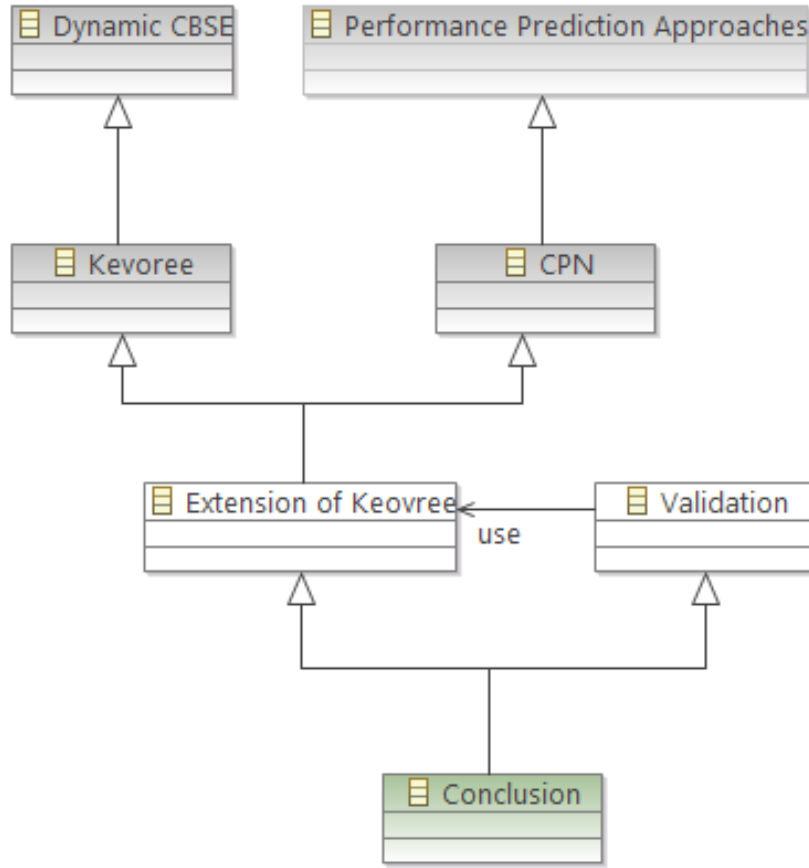 Dynamic CBSE
Performance Prediction Approaches
Kevoree
CPN
Extension of Keovree
Validation
use
Conclusion